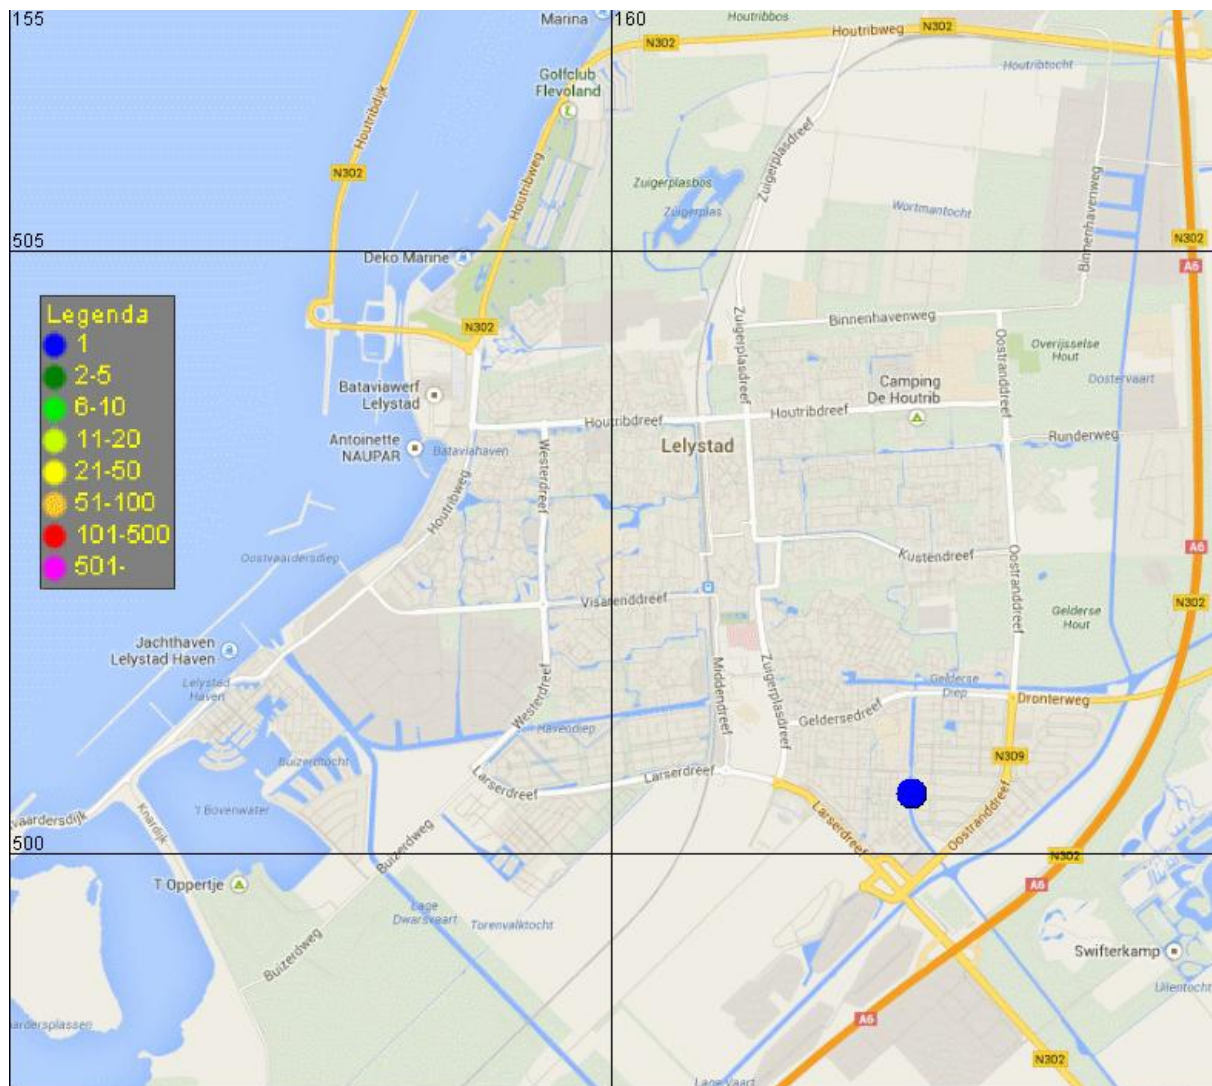 155
160
Marina
Houtribbos
Houtribweg
N302
N302
Houtribtocht
Golfclub
Flevoland
Houtribdijk
Zuigerplasdreef
N302
Houtribweg
Zuigerplasbos
Zuigerplas
Wortmantocht
Binnenhavenweg
505
N302
Deko Marine
A6
Legenda
1
2-5
6-10
11-20
21-50
51-100
101-500
501-
N302
Zuigerplasdreef
Binnenhavenweg
Oostranddreef
Overijsselse
Hout
Oostervaart
Bataviawerf
Lelystad
Camping
De Houtrib
Houtribdreef
Houtribdreef
Antoinette
NAUPAR
Bataviahaven
Westerdreef
Lelystad
Runderweg
Houtribweg
Oostvaardersdiep
Kustendreef
Oostranddreef
A6
Visarenddreef
N302
Gelderse
Hout
Jachthaven
Lelystad Haven
Lelystad
Haven
Westerdreef
Middendreef
Zuigerplasdreef
Gelderse
Diep
Dronterweg
Geldersedreef
Havendiep
Buizerdtocht
Larserdreef
Larserdreef
N309
't Bovenwater
vaardersdijk
Knardijk
Buizerdweg
Larserdreef
Oostranddreef
500
N302
T Oppertje
A6
Lage
Dwarsvaart
Torenvalktocht
Buizerdweg
Swifterkamp
Uilentocht
aardersplassen
A6
N302
Lage Vaart